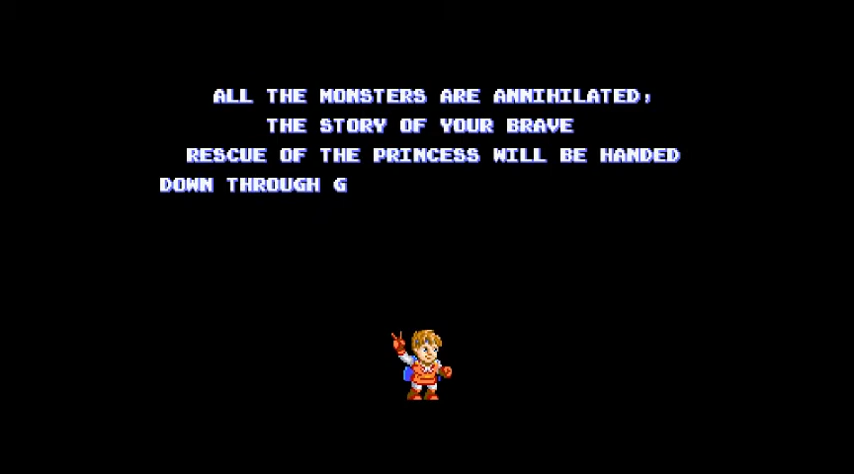 ALL THE MONSTERS ARE ANNIHILATED;
THE STORY OF YOUR BRAVE
RESCUE OF THE PRINCESS WILL BE HANDED
DOWN THROUGH G